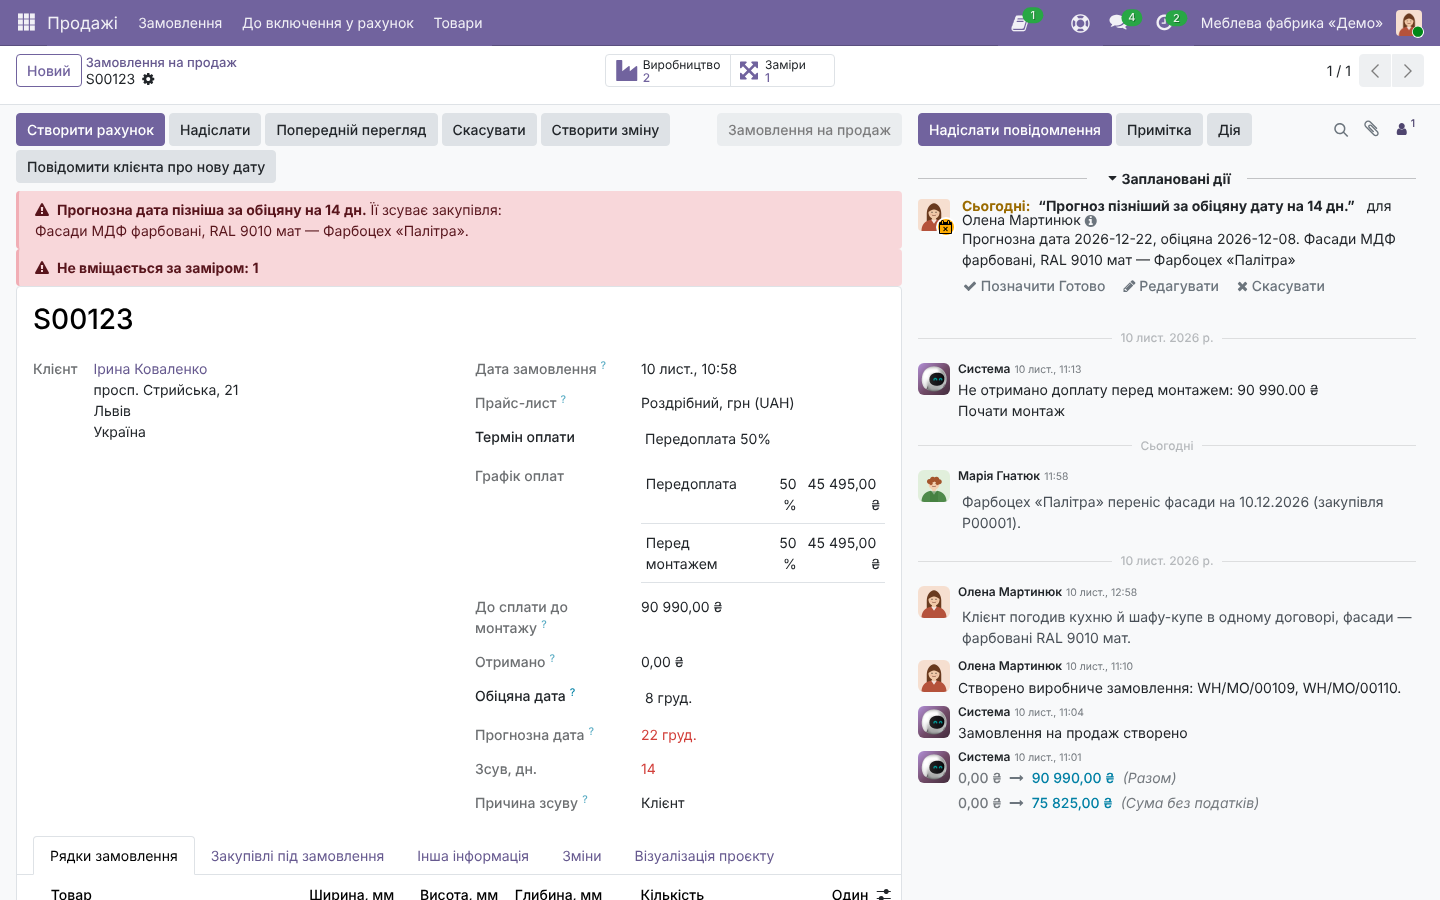 Продажі
Замовлення
До включення у рахунок
Товари
1
4
2
Меблева фабрика «Демо»
Новий
Замовлення на продаж
S00123
Виробництво
2
Заміри
1
1 / 1
Створити рахунок
Надіслати
Попередній перегляд
Скасувати
Створити зміну
Замовлення на продаж
Повідомити клієнта про нову дату
Прогнозна дата пізніша за обіцяну на 14 дн. Її зсуває закупівля:
Фасади МДФ фарбовані, RAL 9010 мат — Фарбоцех «Палітра».
Не вміщається за заміром: 1
S00123
Клієнт
Ірина Коваленко
просп. Стрийська, 21
Львів
Україна
Дата замовлення ?
10 лист., 10:58
Прайс-лист ?
Роздрібний, грн (UAH)
Термін оплати
Передоплата 50%
Графік оплат
Передоплата 50 45 495,00
% ₴
Перед 50 45 495,00
монтажем % ₴
До сплати до
монтажу ?
90 990,00 ₴
Отримано ?
0,00 ₴
Обіцяна дата ?
8 груд.
Прогнозна дата ?
22 груд.
Зсув, дн.
14
Причина зсуву ?
Клієнт
Рядки замовлення
Закупівлі під замовлення
Інша інформація
Зміни
Візуалізація проєкту
Товар
Ширина, мм
Висота, мм
Глибина, мм
Кількість
Один
Надіслати повідомлення
Примітка
Дія
1
Заплановані дії
Сьогодні: “Прогноз пізніший за обіцяну дату на 14 дн.” для
Олена Мартинюк
Прогнозна дата 2026-12-22, обіцяна 2026-12-08. Фасади МДФ
фарбовані, RAL 9010 мат — Фарбоцех «Палітра»
Позначити Готово
Редагувати
Скасувати
10 лист. 2026 р.
Система 10 лист., 11:13
Не отримано доплату перед монтажем: 90 990.00 ₴
Почати монтаж
Сьогодні
Марія Гнатюк 11:58
Фарбоцех «Палітра» переніс фасади на 10.12.2026 (закупівля
P00001).
10 лист. 2026 р.
Олена Мартинюк 10 лист., 12:58
Клієнт погодив кухню й шафу-купе в одному договорі, фасади —
фарбовані RAL 9010 мат.
Олена Мартинюк 10 лист., 11:10
Створено виробниче замовлення: WH/MO/00109, WH/MO/00110.
Система 10 лист., 11:04
Замовлення на продаж створено
Система 10 лист., 11:01
0,00 ₴ → 90 990,00 ₴ (Разом)
0,00 ₴ → 75 825,00 ₴ (Сума без податків)